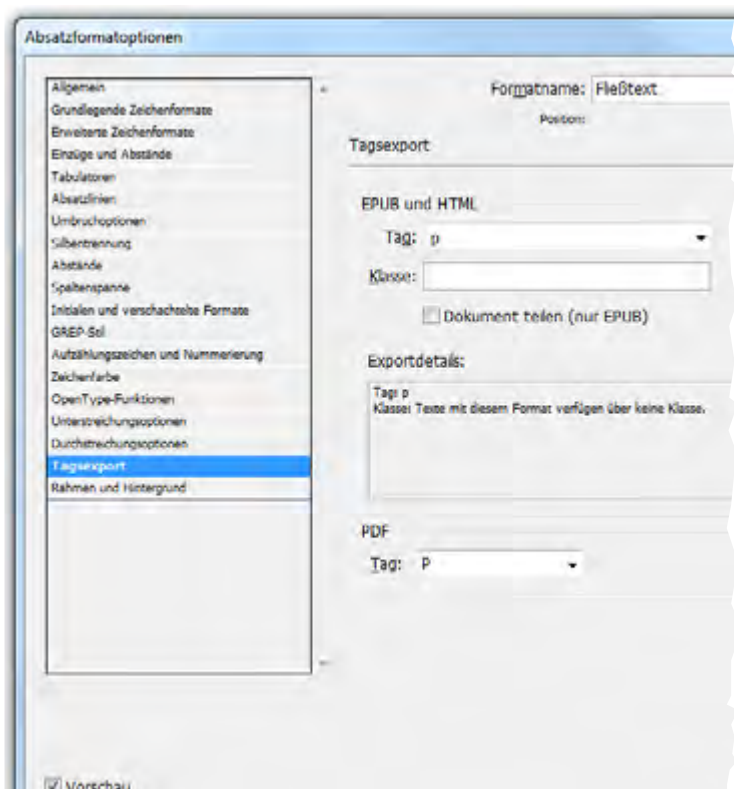 Absatzformatoptionen
Allgemein
Grundlegende Zeichenformate
Erweiterte Zeichenformate
Einzüge und Abstände
Tabulatoren
Absatzlinien
Umbruchoptionen
Silbentrennung
Abstände
Spaltenspanne
Initialen und verschachtelte Formate
GREP-Stil
Aufzählungszeichen und Nummerierung
Zeichenfarbe
OpenType-Funktionen
Unterstreichungsoptionen
Durchstreichungsoptionen
Tagsexport
Rahmen und Hintergrund
Formatname: Fließtext
Position:
Tagsexport
EPUB und HTML
Tag: p
Klasse:
Dokument teilen (nur EPUB)
Exportdetails:
Tag: p
Klasse: Texte mit diesem Format verfügen über keine Klasse.
PDF
Tag: P
Vorschau